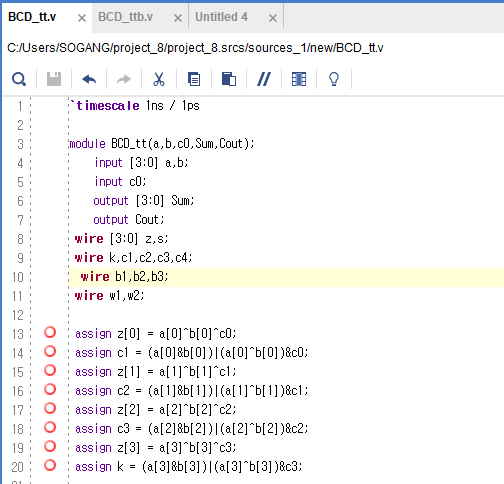 BCD_tt.v × BCD_ttb.v × Untitled 4 ×
C:/Users/SOGANG/project_8/project_8.srcs/sources_1/new/BCD_tt.v
1 `timescale 1ns / 1ps
2
3 module BCD_tt(a,b,c0,Sum,Cout);
4 input [3:0] a,b;
5 input c0;
6 output [3:0] Sum;
7 output Cout;
8 wire [3:0] z,s;
9 wire k,c1,c2,c3,c4;
10 wire b1,b2,b3;
11 wire w1,w2;
12
13 assign z[0] = a[0]^b[0]^c0;
14 assign c1 = (a[0]&b[0])|(a[0]^b[0])&c0;
15 assign z[1] = a[1]^b[1]^c1;
16 assign c2 = (a[1]&b[1])|(a[1]^b[1])&c1;
17 assign z[2] = a[2]^b[2]^c2;
18 assign c3 = (a[2]&b[2])|(a[2]^b[2])&c2;
19 assign z[3] = a[3]^b[3]^c3;
20 assign k = (a[3]&b[3])|(a[3]^b[3])&c3;